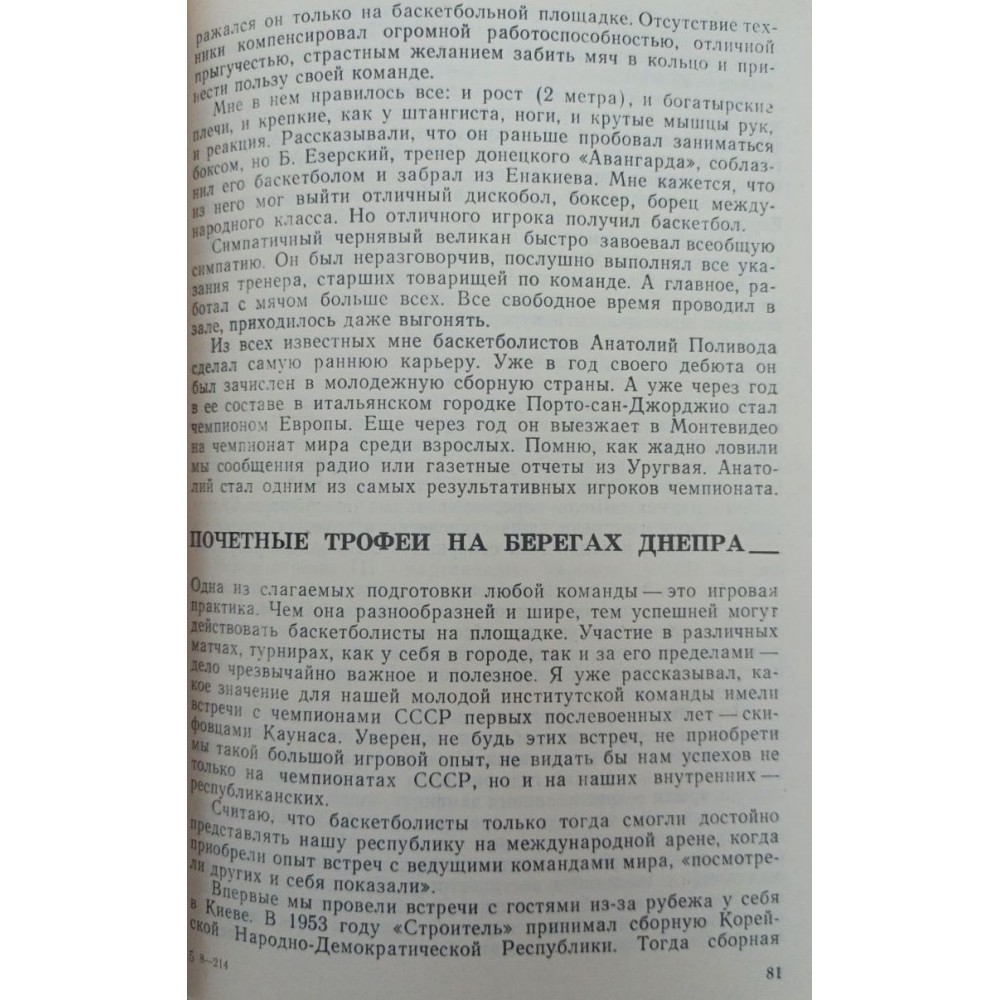 ражался он только на баскетбольной площадке. Отсутствие тех-
ники компенсировал огромной работоспособностью, отличной
прыгучестью, страстным желанием забить мяч в кольцо и при-
нести пользу своей команде.
Мне в нем нравилось все: и рост (2 метра), и богатырские
плечи, и крепкие, как у штангиста, ноги, и крутые мышцы рук,
и реакция. Рассказывали, что он раньше пробовал заниматься
боксом, но Б. Езерский, тренер донецкого «Авангарда», соблаз-
нил его баскетболом и забрал из Енакиева. Мне кажется, что
из него мог выйти отличный дискобол, боксер, борец между-
народного класса. Но отличного игрока получил баскетбол.
Симпатичный чернявый великан быстро завоевал всеобщую
симпатию. Он был неразговорчив, послушно выполнял все ука-
зания тренера, старших товарищей по команде. А главное, ра-
ботал с мячом больше всех. Все свободное время проводил в
зале, приходилось даже выгонять.
Из всех известных мне баскетболистов Анатолий Поливода
сделал самую раннюю карьеру. Уже в год своего дебюта он
был зачислен в молодежную сборную страны. А уже через год
в ее составе в итальянском городке Порто-сан-Джорджио стал
чемпионом Европы. Еще через год он выезжает в Монтевидео
на чемпионат мира среди взрослых. Помню, как жадно ловили
мы сообщения радио или газетные отчеты из Уругвая. Анато-
лий стал одним из самых результативных игроков чемпионата.
ПОЧЕТНЫЕ ТРОФЕИ НА БЕРЕГАХ ДНЕПРА
Одна из слагаемых подготовки любой команды — это игровая
практика. Чем она разнообразней и шире, тем успешней могут
действовать баскетболисты на площадке. Участие в различных
матчах, турнирах, как у себя в городе, так и за его пределами —
дело чрезвычайно важное и полезное. Я уже рассказывал, ка-
кое значение для нашей молодой институтской команды имели
встречи с чемпионами СССР первых послевоенных лет — ски-
фовцами Каунаса. Уверен, не будь этих встреч, не приобрети
мы такой большой игровой опыт, не видать бы нам успехов не
только на чемпионатах СССР, но и на наших внутренних —
республиканских.
Считаю, что баскетболисты только тогда смогли достойно
представлять нашу республику на международной арене, когда
приобрели опыт встреч с ведущими командами мира, «посмотре-
ли других и себя показали».
Впервые мы провели встречи с гостями из-за рубежа у себя
в Киеве. В 1953 году «Строитель» принимал сборную Корей-
ской Народно-Демократической Республики. Тогда сборная
5 8—214
81